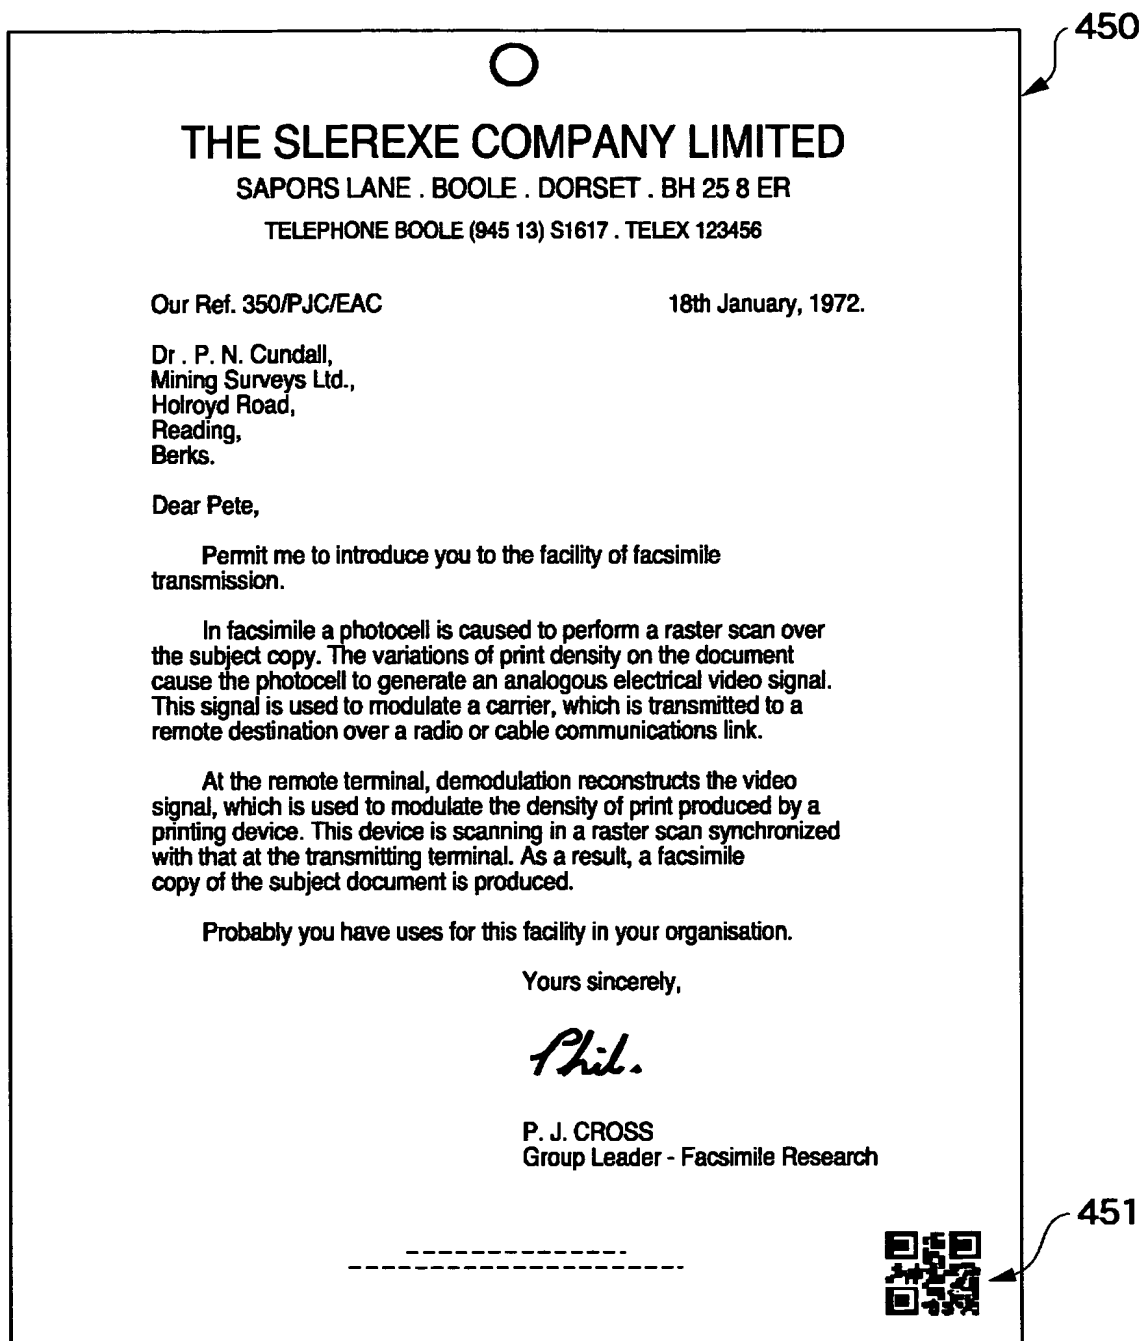 450
THE SLEREXE COMPANY LIMITED
SAPORS LANE . BOOLE . DORSET . BH 25 8 ER
TELEPHONE BOOLE (945 13) S1617 . TELEX 123456
Our Ref. 350/PJC/EAC 18th January, 1972.
Dr . P. N. Cundall,
Mining Surveys Ltd.,
Holroyd Road,
Reading,
Berks.
Dear Pete,
Permit me to introduce you to the facility of facsimile
transmission.
In facsimile a photocell is caused to perform a raster scan over
the subject copy. The variations of print density on the document
cause the photocell to generate an analogous electrical video signal.
This signal is used to modulate a carrier, which is transmitted to a
remote destination over a radio or cable communications link.
At the remote terminal, demodulation reconstructs the video
signal, which is used to modulate the density of print produced by a
printing device. This device is scanning in a raster scan synchronized
with that at the transmitting terminal. As a result, a facsimile
copy of the subject document is produced.
Probably you have uses for this facility in your organisation.
Yours sincerely,
Phil.
P. J. CROSS
Group Leader - Facsimile Research
451